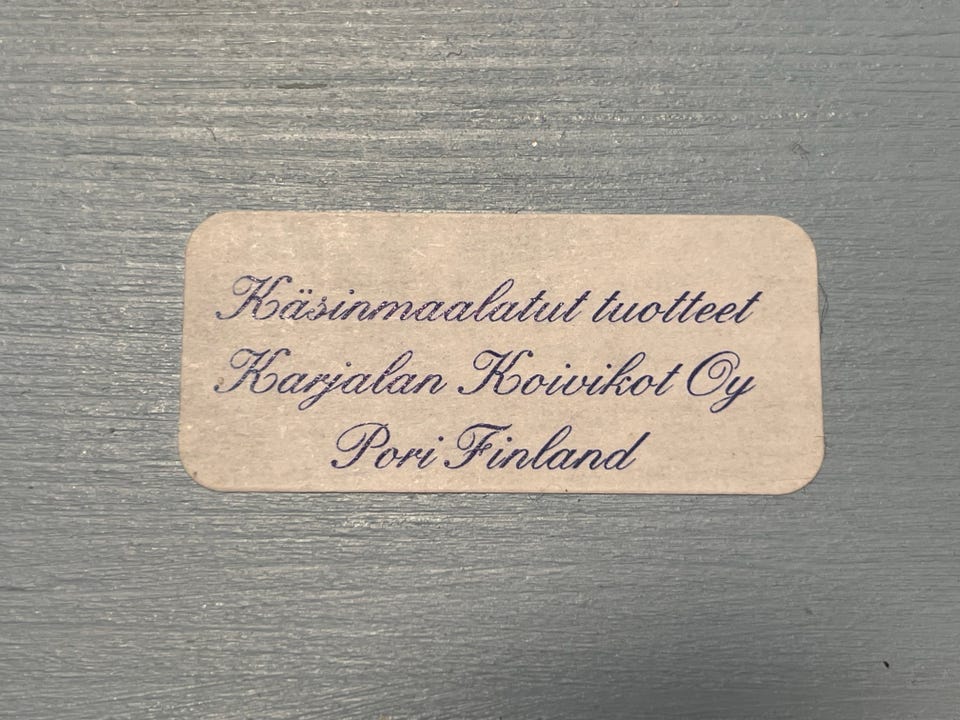 Käsinmaalatut tuotteet
Karjalan Koivikot Oy
Pori Finland